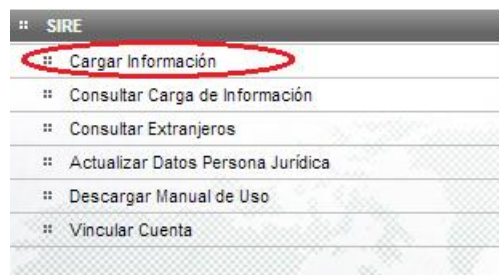 SIRE
Cargar Información
Consultar Carga de Información
Consultar Extranjeros
Actualizar Datos Persona Jurídica
Descargar Manual de Uso
Vincular Cuenta